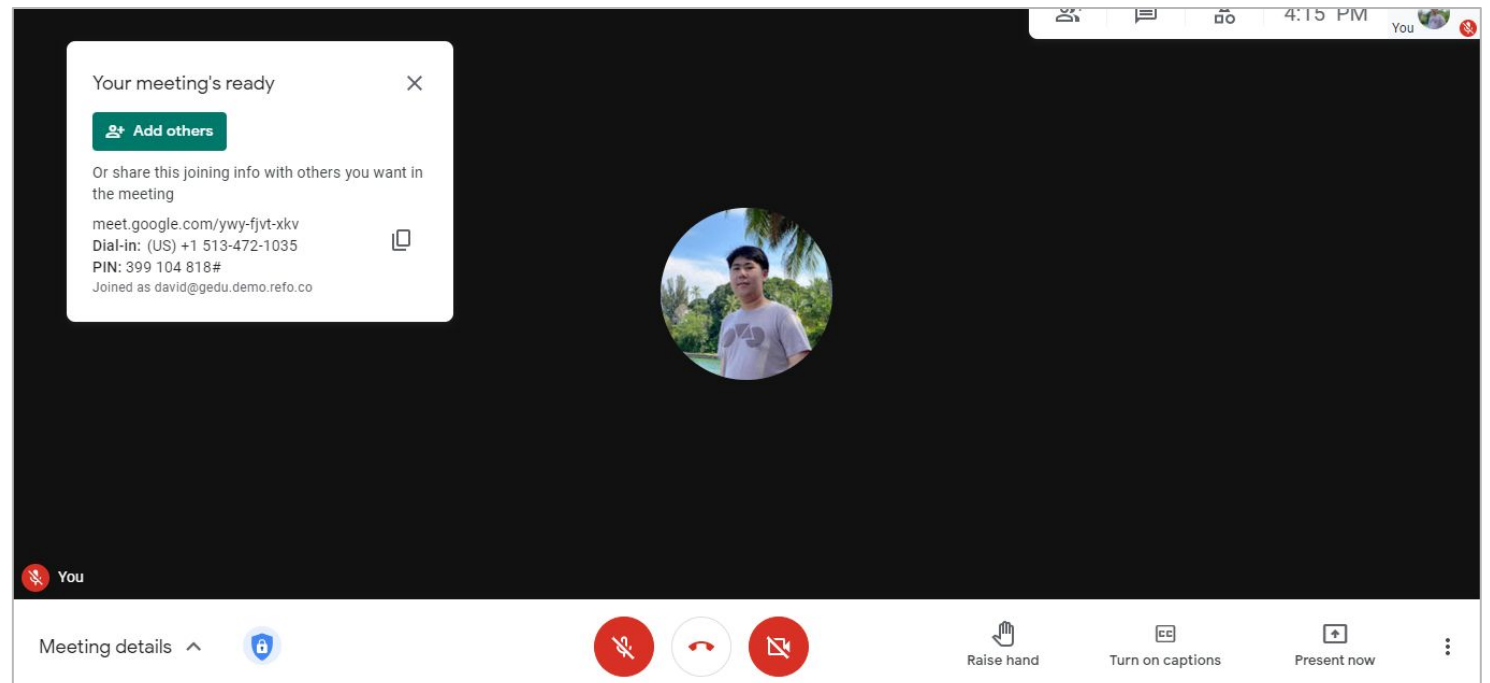 4:15 PM
You
Your meeting's ready
Add others
Or share this joining info with others you want in
the meeting
meet.google.com/ywy-fjvt-xkv
Dial-in: (US) +1 513-472-1035
PIN: 399 104 818#
Joined as david@gedu.demo.refo.co
You
Meeting details
Raise hand
CC
Turn on captions
Present now